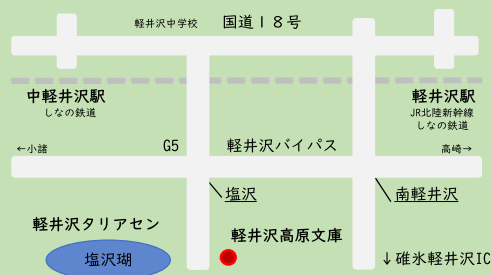 軽井沢中学校
国道１８号
中軽井沢駅
しなの鉄道
軽井沢駅
JR北陸新幹線
しなの鉄道
←小諸
G5
軽井沢バイパス
高崎→
塩沢
南軽井沢
軽井沢タリアセン
塩沢湖
軽井沢高原文庫
↓碓氷軽井沢IC